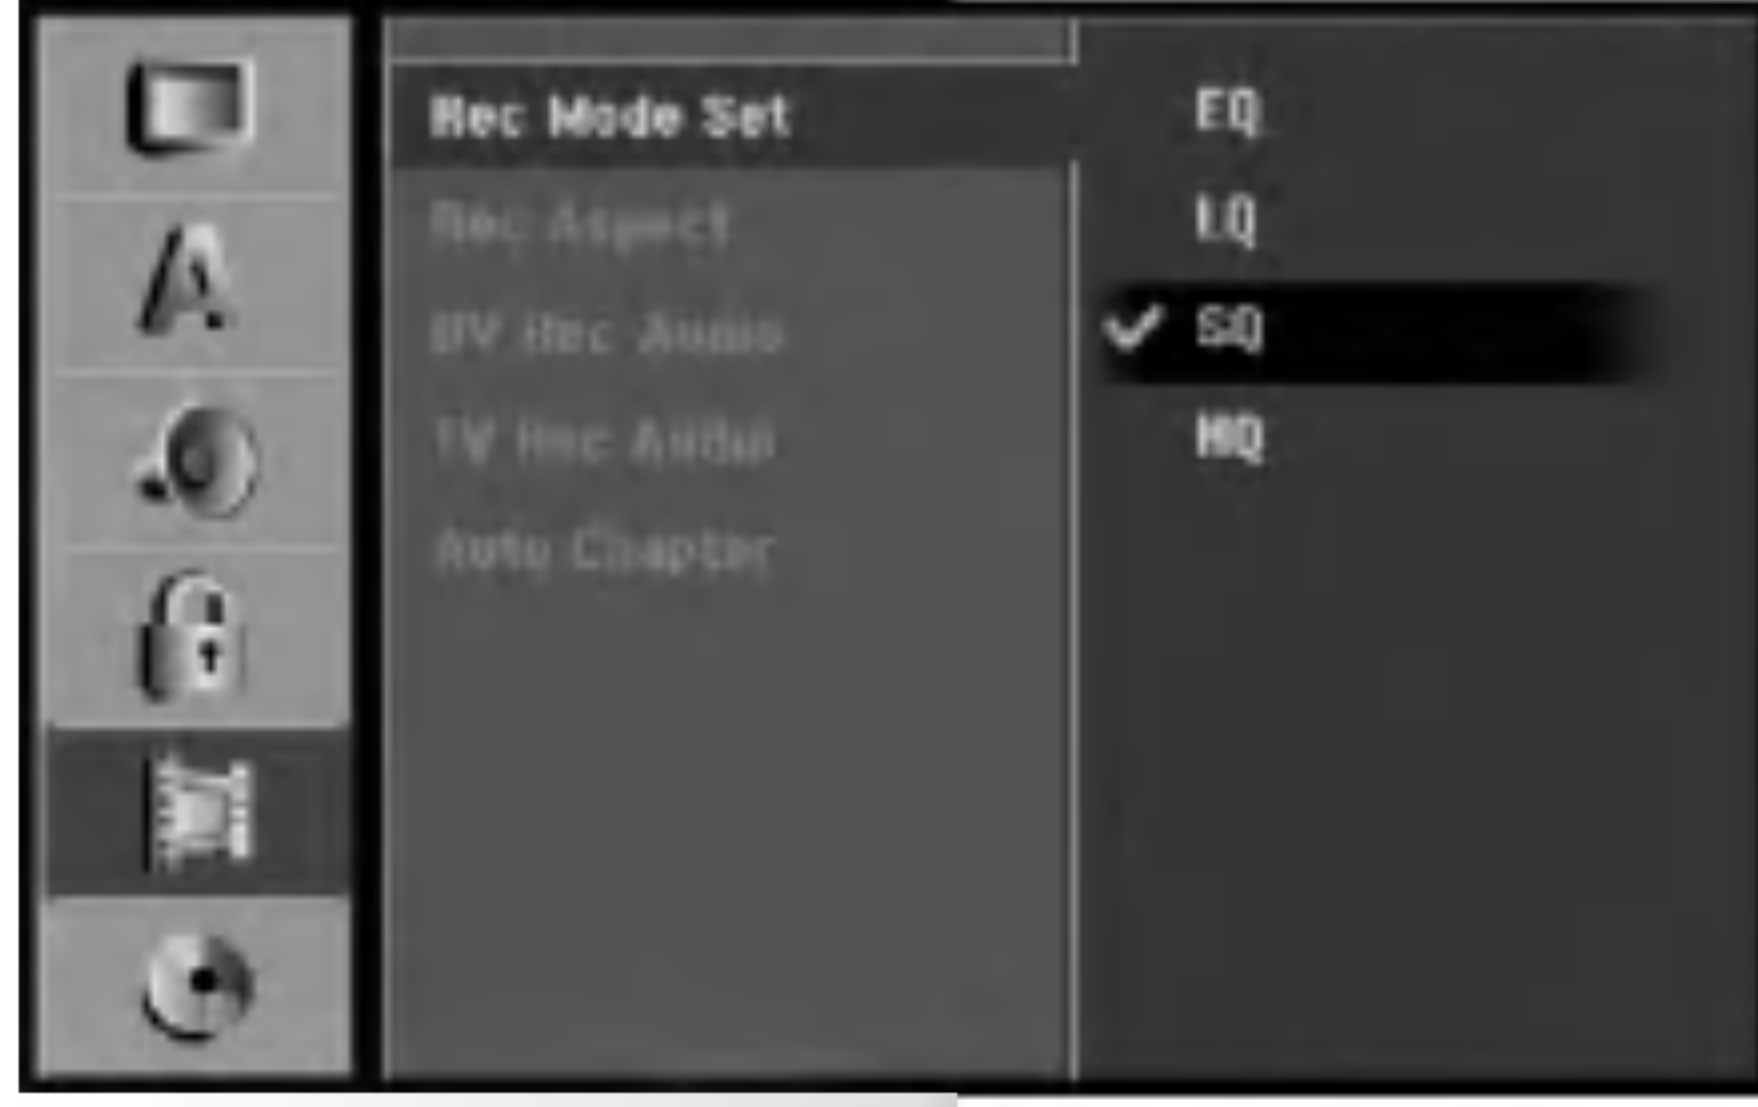 Rec Mode Set
Rec Aspect
DV Rec Audio
TV Rec Audio
Auto Chapter
EQ
LQ
SQ
HQ